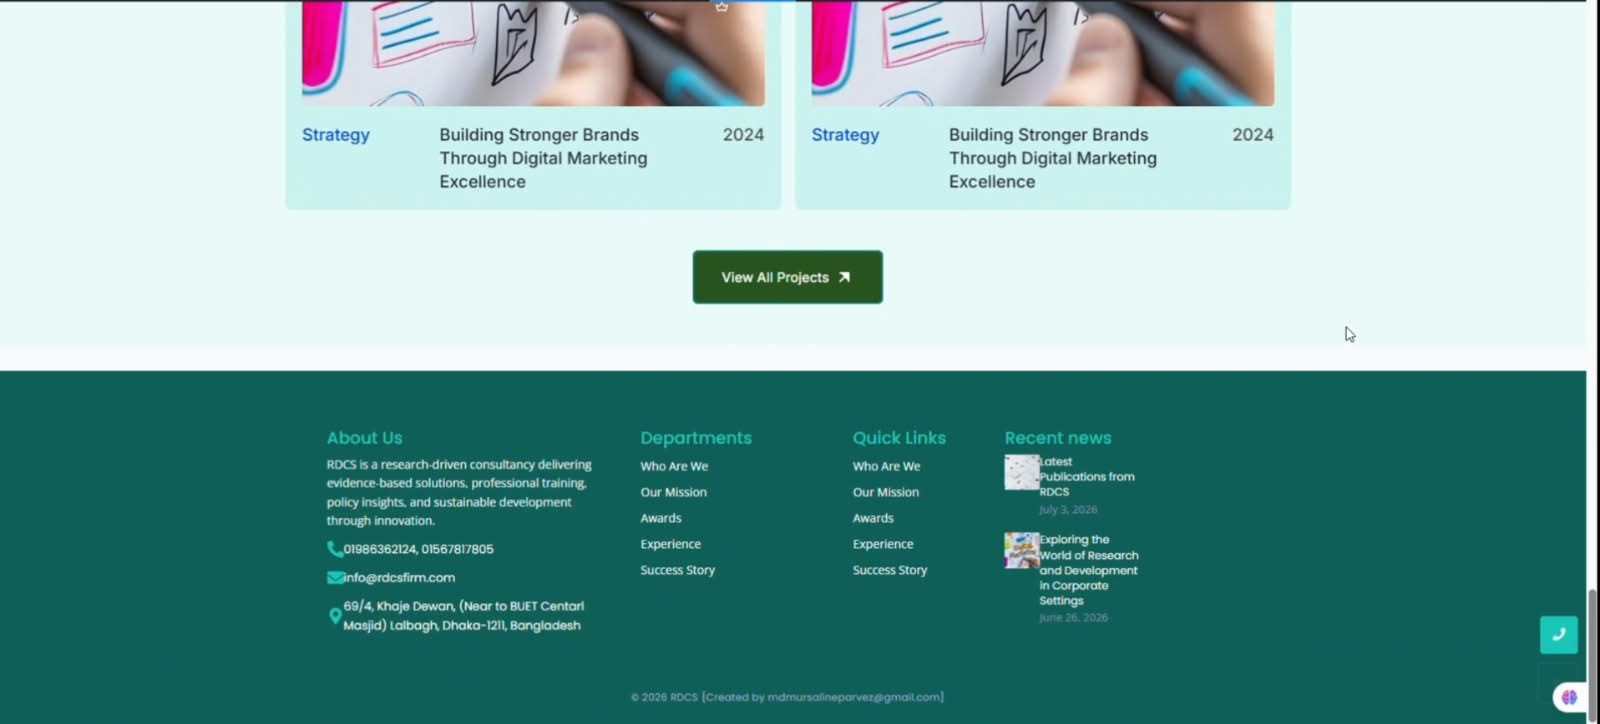 Strategy
Building Stronger Brands
Through Digital Marketing
Excellence
2024
Strategy
Building Stronger Brands
Through Digital Marketing
Excellence
2024
View All Projects
About Us
RDCS is a research-driven consultancy delivering
evidence-based solutions, professional training,
policy insights, and sustainable development
through innovation.
01986362124, 01567817805
info@rdcsfirm.com
69/4, Khaje Dewan, (Near to BUET Centarl
Masjid) Lalbagh, Dhaka-1211, Bangladesh
Departments
Who Are We
Our Mission
Awards
Experience
Success Story
Quick Links
Who Are We
Our Mission
Awards
Experience
Success Story
Recent news
Latest
Publications from
RDCS
July 3, 2026
Exploring the
World of Research
and Development
in Corporate
Settings
June 26, 2026
© 2026 RDCS [Created by mdmursalineparvez@gmail.com]